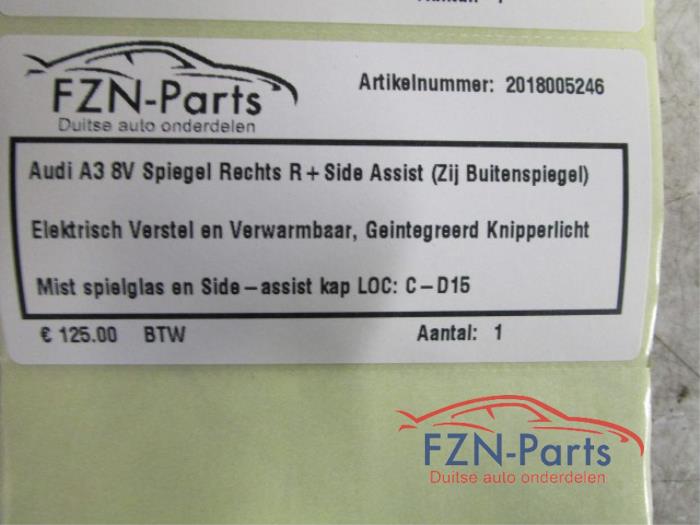 FZN-Parts
Duitse auto onderdelen
Artikelnummer: 2018005246
Audi A3 8V Spiegel Rechts R+Side Assist (Zij Buitenspiegel)
Elektrisch Verstel en Verwarmbaar, Geintegreerd Knipperlicht
Mist spielglas en Side-assist kap LOC: C-D15
€ 125.00 BTW
Aantal: 1
FZN-Parts
Duitse auto onderdelen